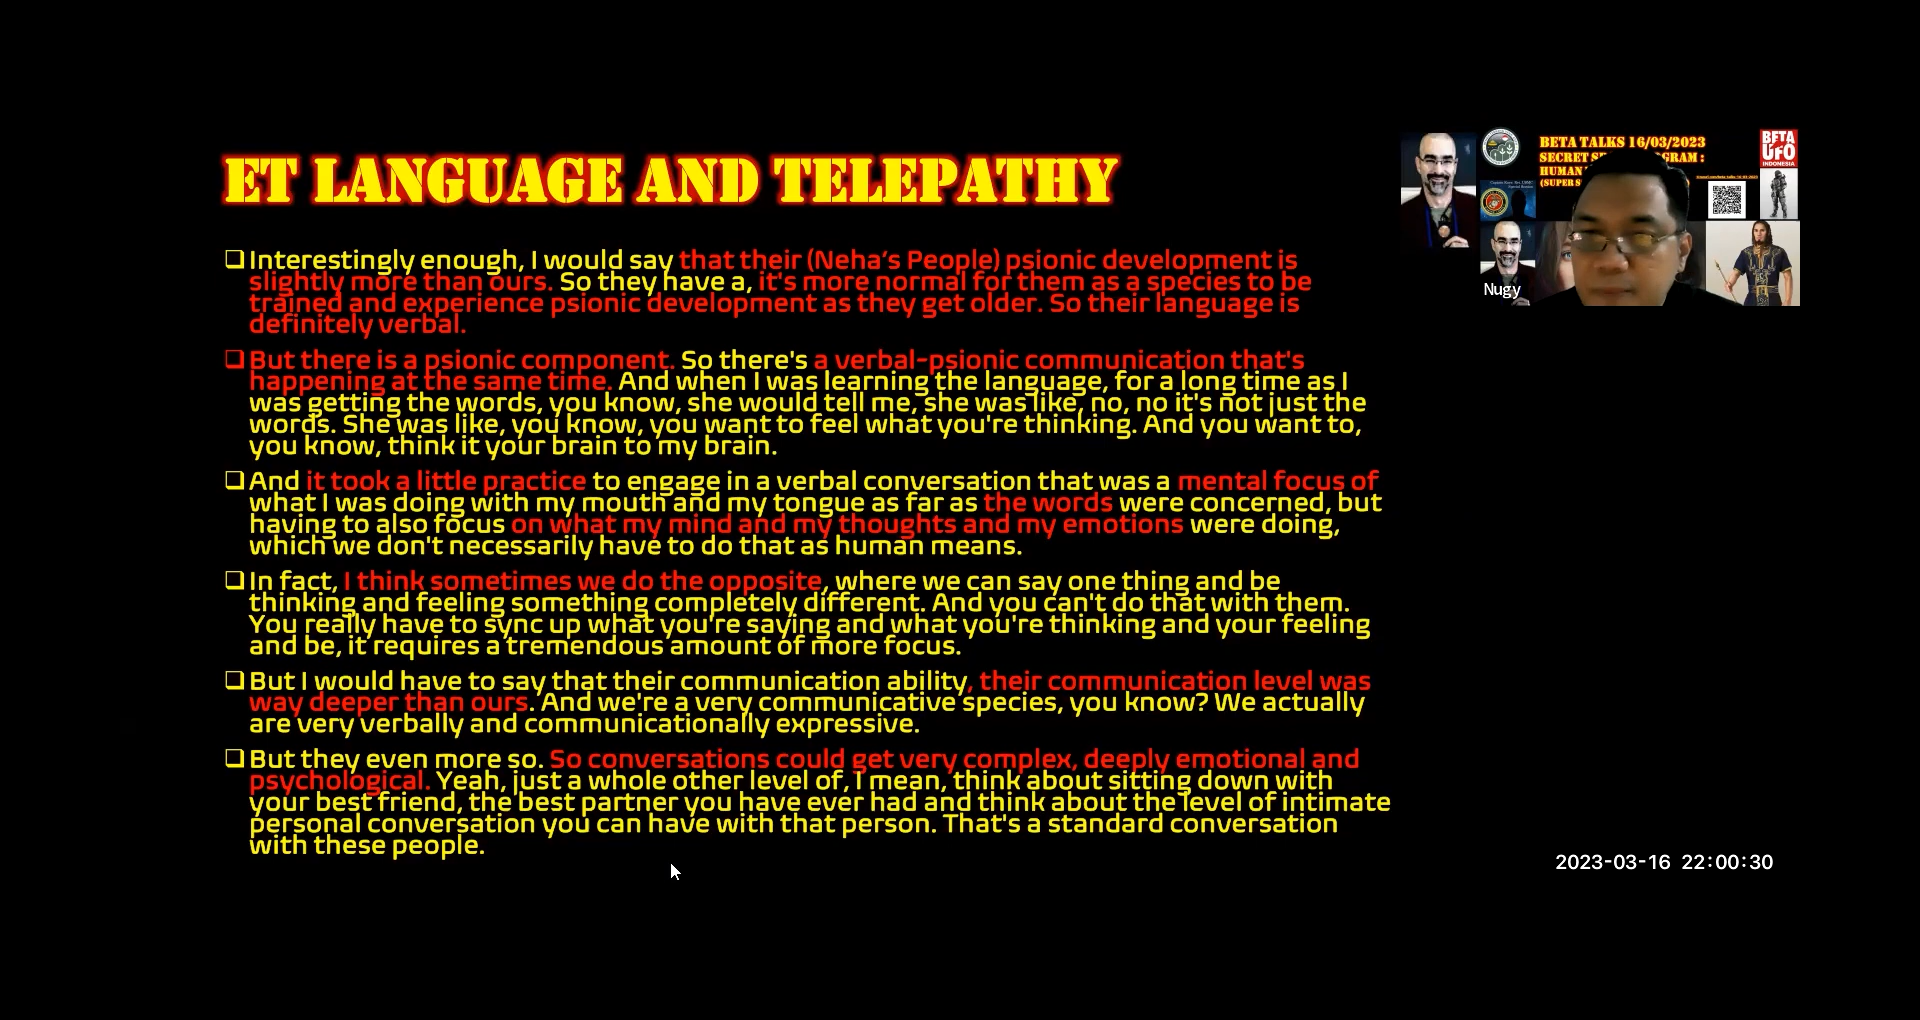 ET LANGUAGE AND TELEPATHY
Interestingly enough, I would say that their (Neha's People) psionic development is
slightly more than ours. So they have a, it's more normal for them as a species to be
trained and experience psionic development as they get older. So their language is
definitely verbal.
But there is a psionic component. So there's a verbal-psionic communication that's
happening at the same time. And when I was learning the language, for a long time as I
was getting the words, you know, she would tell me, she was like, no, no it's not just the
words. She was like, you know, you want to feel what you're thinking. And you want to,
you know, think it your brain to my brain.
And it took a little practice to engage in a verbal conversation that was a mental focus of
what I was doing with my mouth and my tongue as far as the words were concerned, but
having to also focus on what my mind and my thoughts and my emotions were doing,
which we don't necessarily have to do that as human means.
In fact, I think sometimes we do the opposite, where we can say one thing and be
thinking and feeling something completely different. And you can't do that with them.
You really have to sync up what you're saying and what you're thinking and your feeling
and be, it requires a tremendous amount of more focus.
But I would have to say that their communication ability, their communication level was
way deeper than ours. And we're a very communicative species, you know? We actually
are very verbally and communicationally expressive.
But they even more so. So conversations could get very complex, deeply emotional and
psychological. Yeah, just a whole other level of, I mean, think about sitting down with
your best friend, the best partner you have ever had and think about the level of intimate
personal conversation you can have with that person. That's a standard conversation
with these people.
BETA TALKS 16/03/2023
SECRET
HUMAN
BETA
UFO
INDONESIA
Nugy
2023-03-16 22:00:30